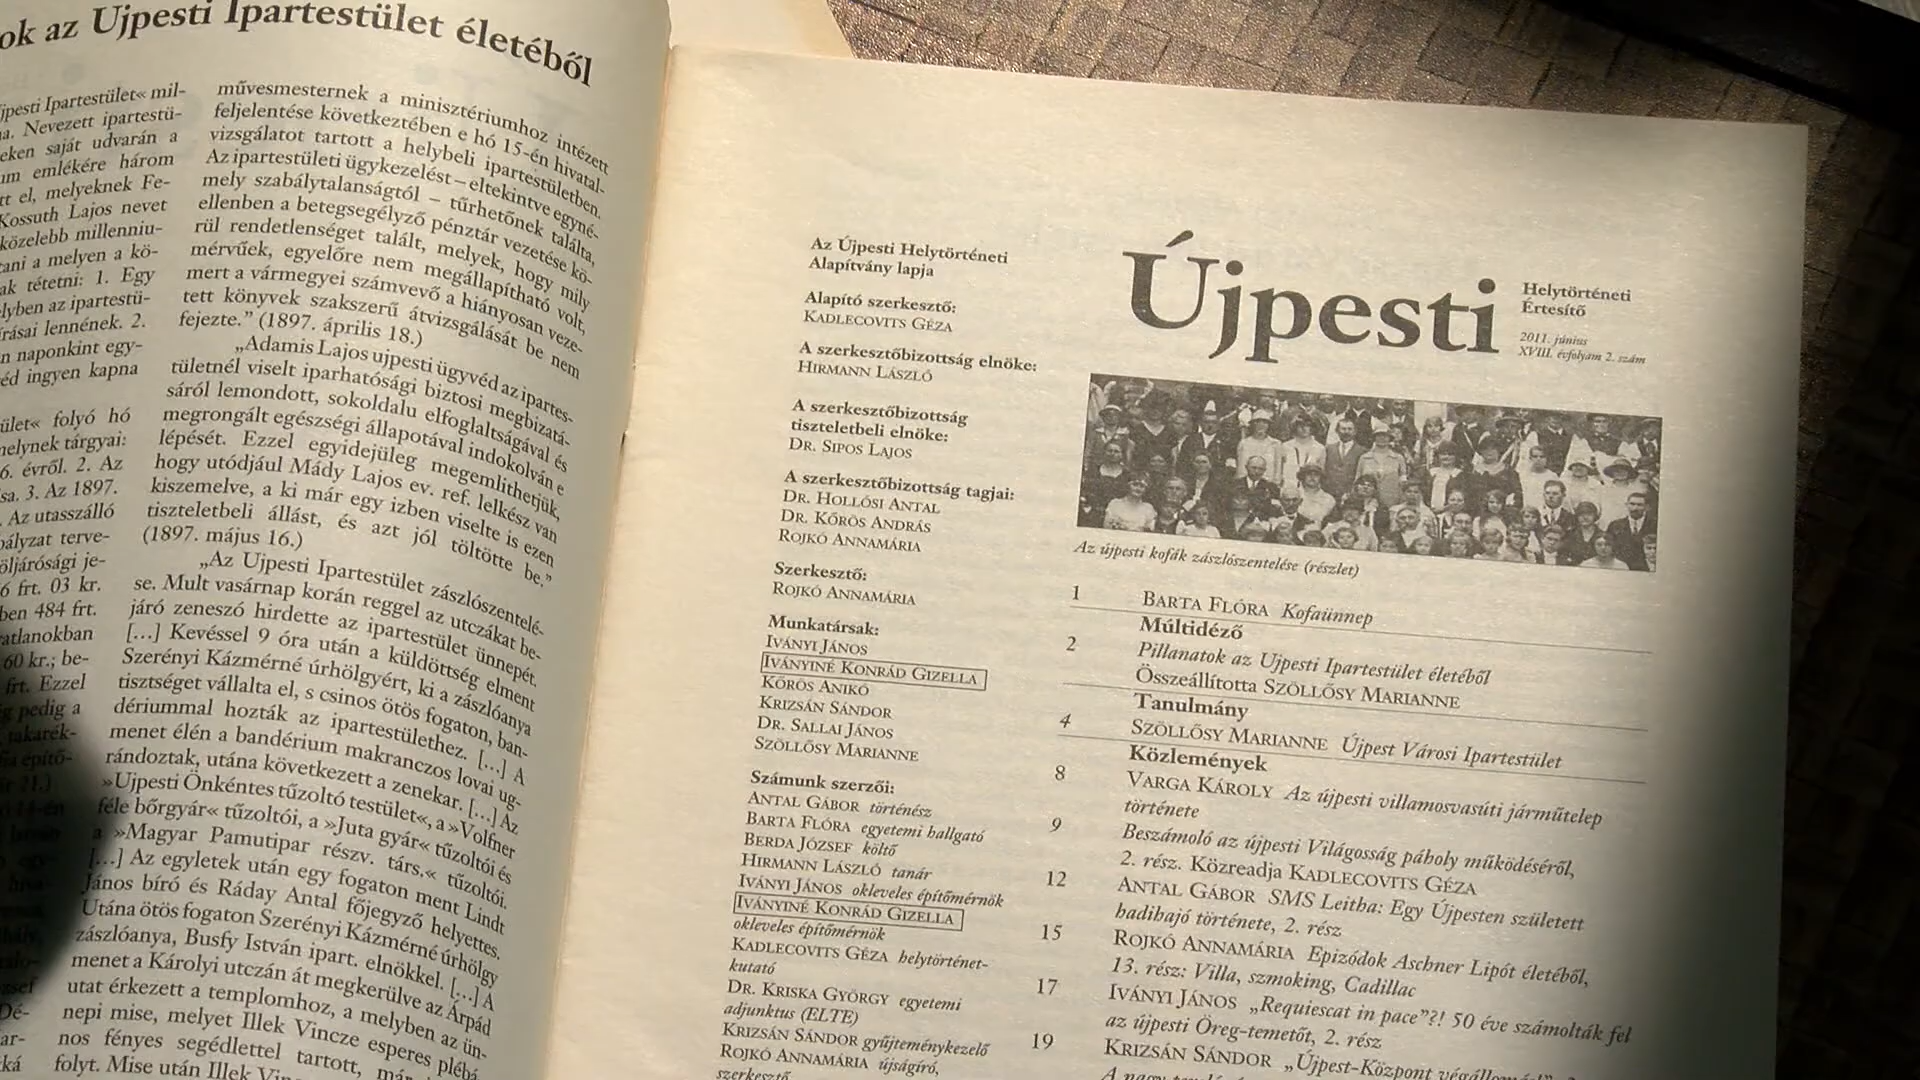 ok az Ujpesti Ipartestület életéből
jpesti Ipartestület« mil-
a. Nevezett ipartestü-
eken saját udvarán a
um emlékére három
tt el, melyeknek Fe-
Kossuth Lajos nevet
közelebb millenniu-
tani a melyen a kö-
ak tétetni: 1. Egy
lyben az ipartestü-
írásai lennének. 2.
n naponkint egy-
éd ingyen kapna
ület« folyó hó
melynek tárgyai:
6. évről. 2. Az
sa. 3. Az 1897.
. Az utasszálló
pályzat terve-
öljárósági je-
6 frt. 03 kr.
ben 484 frt.
vatlanokban
60 kr.; be-
frt. Ezzel
g pedig a
takarék-
építő-
művesmesternek a minisztériumhoz intézett
feljelentése következtében e hó 15-én hivatal-
vizsgálatot tartott a helybeli ipartestületben.
Az ipartestületi ügykezelést – eltekintve egyné-
mely szabálytalanságtól – tűrhetőnek találta,
ellenben a betegsegélyző pénztár vezetése kö-
rül rendetlenséget talált, melyek, hogy mily
mérvűek, egyelőre nem megállapítható volt,
mert a vármegyei számvevő a hiányosan veze-
tett könyvek szakszerű átvizsgálását be nem
fejezte.” (1897. április 18.)
„Adamis Lajos ujpesti ügyvéd az ipartes-
tületnél viselt iparhatósági biztosi megbizatá-
sáról lemondott, sokoldalu elfoglaltságával és
megrongált egészségi állapotával indokolván e
lépését. Ezzel egyidejüleg megemlithetjük,
hogy utódjául Mády Lajos ev. ref. lelkész van
kiszemelve, a ki már egy izben viselte is ezen
tiszteletbeli állást, és azt jól töltötte be.”
(1897. május 16.)
„Az Ujpesti Ipartestület zászlószentelé-
se. Mult vasárnap korán reggel az utczákat be-
járó zeneszó hirdette az ipartestület ünnepét.
[...] Kevéssel 9 óra után a küldöttség elment
Szerényi Kázmérné úrhölgyért, ki a zászlóanya
tisztséget vállalta el, s csinos ötös fogaton, ban-
dériummal hozták az ipartestülethez. [...] A
menet élén a bandérium makranczos lovai ug-
rándoztak, utána következett a zenekar. [...] Az
»Ujpesti Önkéntes tűzoltó testület«, a »Volfner
féle bőrgyár« tűzoltói, a »Juta gyár« tűzoltói és
a »Magyar Pamutipar részv. társ.« tűzoltói.
[...] Az egyletek után egy fogaton ment Lindt
János bíró és Ráday Antal főjegyző helyettes.
Utána ötös fogaton Szerényi Kázmérné úrhölgy
zászlóanya, Busfy István ipart. elnökkel. [...] A
menet a Károlyi utczán át megkerülve az Árpád
utat érkezett a templomhoz, a melyben az ün-
nepi mise, melyet Illek Vincze esperes plébá-
nos fényes segédlettel tartott, már
folyt. Mise után Illek
Az Újpesti Helytörténeti
Alapítvány lapja
Alapító szerkesztő:
KADLECOVITS GÉZA
A szerkesztőbizottság elnöke:
HIRMANN LÁSZLÓ
A szerkesztőbizottság
tiszteletbeli elnöke:
DR. SIPOS LAJOS
A szerkesztőbizottság tagjai:
DR. HOLLÓSI ANTAL
DR. KŐRÖS ANDRÁS
ROJKÓ ANNAMÁRIA
Szerkesztő:
ROJKÓ ANNAMÁRIA
Munkatársak:
IVÁNYI JÁNOS
IVÁNYINÉ KONRÁD GIZELLA
KŐRÖS ANIKÓ
KRIZSÁN SÁNDOR
DR. SALLAI JÁNOS
SZÖLLŐSY MARIANNE
Számunk szerzői:
ANTAL GÁBOR történész
BARTA FLÓRA egyetemi hallgató
BERDA JÓZSEF költő
HIRMANN LÁSZLÓ tanár
IVÁNYI JÁNOS okleveles építőmérnök
IVÁNYINÉ KONRÁD GIZELLA
okleveles építőmérnök
KADLECOVITS GÉZA helytörténet-
kutató
DR. KRISKA GYÖRGY egyetemi
adjunktus (ELTE)
KRIZSÁN SÁNDOR gyűjteménykezelő
ROJKÓ ANNAMÁRIA újságíró,
szerkesztő
Újpesti
Helytörténeti
Értesítő
2011. június
XVIII. évfolyam 2. szám
Az újpesti kofák zászlószentelése (részlet)
1 BARTA FLÓRA Kofaünnep
Múltidéző
2 Pillanatok az Ujpesti Ipartestület életéből
Összeállította SZÖLLŐSY MARIANNE
Tanulmány
4 SZÖLLŐSY MARIANNE Újpest Városi Ipartestület
Közlemények
8 VARGA KÁROLY Az újpesti villamosvasúti járműtelep
története
9 Beszámoló az újpesti Világosság páholy működéséről,
2. rész. Közreadja KADLECOVITS GÉZA
12 ANTAL GÁBOR SMS Leitha: Egy Újpesten született
hadihajó története, 2. rész
15 ROJKÓ ANNAMÁRIA Epizódok Aschner Lipót életéből,
13. rész: Villa, szmoking, Cadillac
17 IVÁNYI JÁNOS „Requiescat in pace”?! 50 éve számolták fel
az újpesti Öreg-temetőt, 2. rész
19 KRIZSÁN SÁNDOR „Újpest-Központ